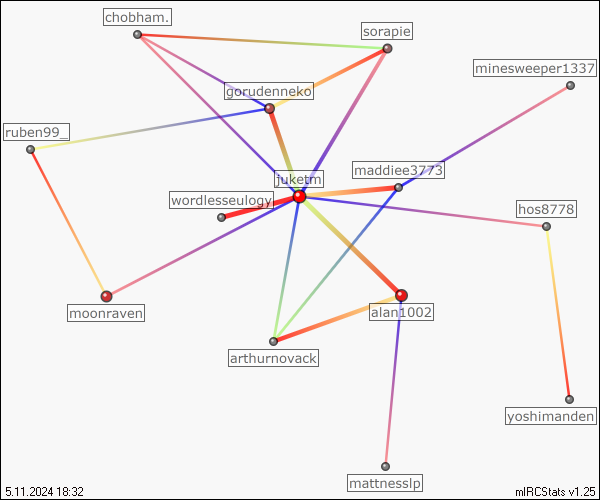 chobham.
sorapie
minesweeper1337
gorudenneko
ruben99_
juketm
maddiee3773
wordlesseulogy
hos8778
moonraven
alan1002
arthurnovack
yoshimanden
mattnesslp
5.11.2024 18:32
mIRCStats v1.25